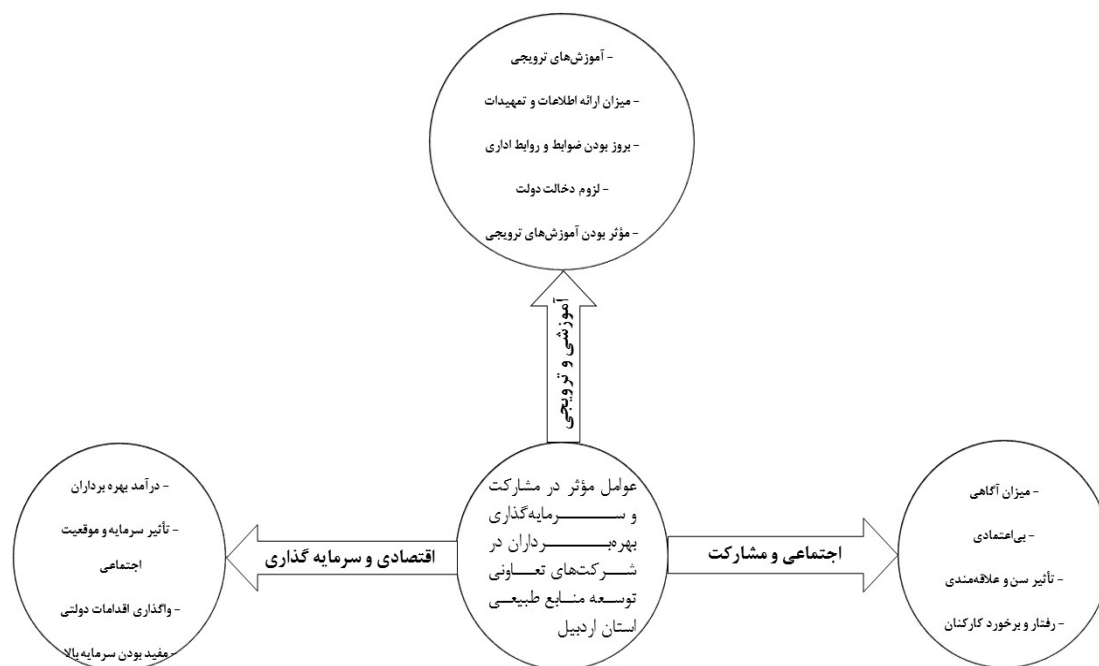 - آموزش‌های ترویجی
- میزان ارائه اطلاعات و تمهیدات
- بروز بودن ضوابط و روابط اداری
- لزوم دخالت دولت
- مؤثر بودن آموزش‌های ترویجی
آموزشی و ترویجی
عوامل مؤثر در مشارکت
و سرمایه‌گذاری
بهره‌برداران در
شرکت‌های تعاونی
توسعه منابع طبیعی
استان اردبیل
اجتماعی و مشارکت
- میزان آگاهی
- بی‌اعتمادی
- تأثیر سن و علاقه‌مندی
- رفتار و برخورد کارکنان
اقتصادی و سرمایه گذاری
- درآمد بهره برداران
- تأثیر سرمایه و موقعیت
اجتماعی
- واگذاری اقدامات دولتی
- مفید بودن سرمایه بالا